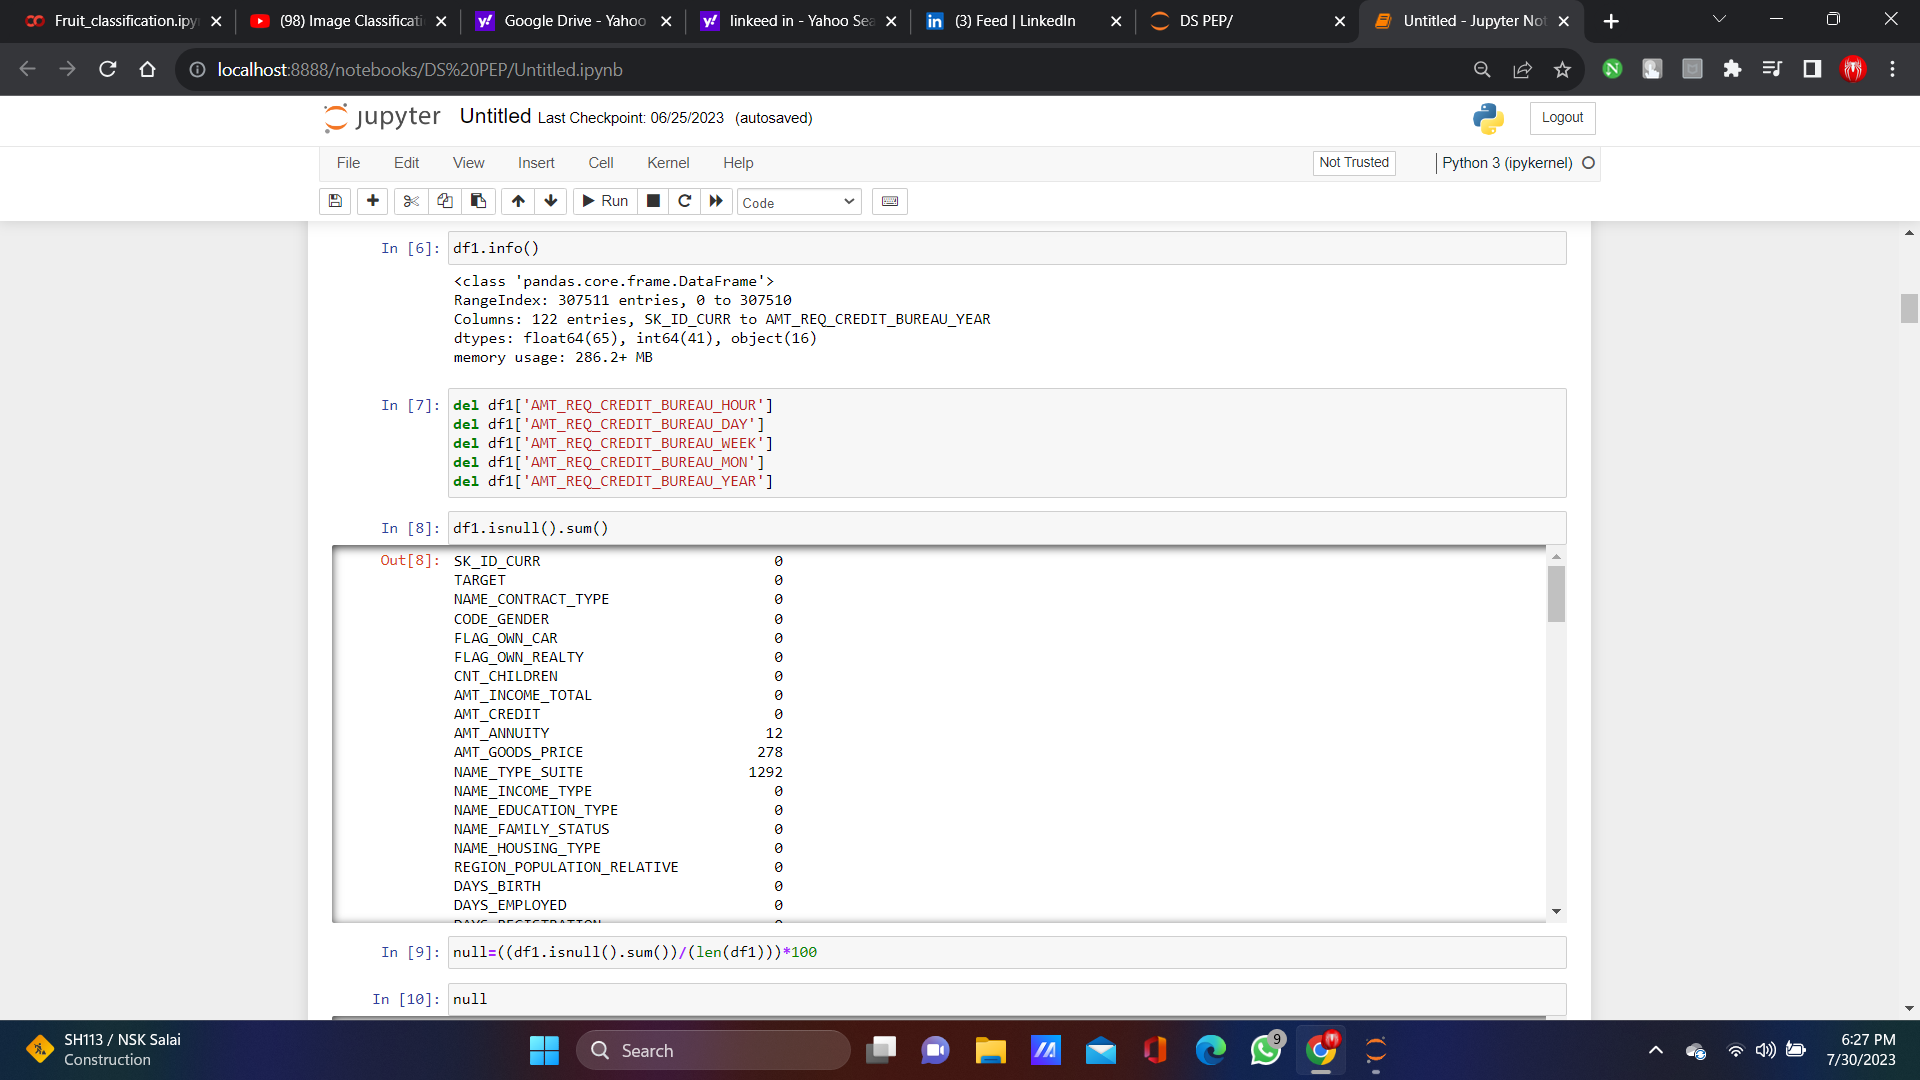 Fruit_classification.ipy
(98) Image Classificati
Google Drive - Yahoo
linkeed in - Yahoo Sea
(3) Feed | LinkedIn
DS PEP/
Untitled - Jupyter Not
localhost:8888/notebooks/DS%20PEP/Untitled.ipynb
jupyter Untitled Last Checkpoint: 06/25/2023 (autosaved)
Logout
File Edit View Insert Cell Kernel Help
Not Trusted
Python 3 (ipykernel)
Run
Code
In [6]: df1.info()
<class 'pandas.core.frame.DataFrame'>
RangeIndex: 307511 entries, 0 to 307510
Columns: 122 entries, SK_ID_CURR to AMT_REQ_CREDIT_BUREAU_YEAR
dtypes: float64(65), int64(41), object(16)
memory usage: 286.2+ MB
In [7]: del df1['AMT_REQ_CREDIT_BUREAU_HOUR']
del df1['AMT_REQ_CREDIT_BUREAU_DAY']
del df1['AMT_REQ_CREDIT_BUREAU_WEEK']
del df1['AMT_REQ_CREDIT_BUREAU_MON']
del df1['AMT_REQ_CREDIT_BUREAU_YEAR']
In [8]: df1.isnull().sum()
Out[8]: SK_ID_CURR 0
TARGET 0
NAME_CONTRACT_TYPE 0
CODE_GENDER 0
FLAG_OWN_CAR 0
FLAG_OWN_REALTY 0
CNT_CHILDREN 0
AMT_INCOME_TOTAL 0
AMT_CREDIT 0
AMT_ANNUITY 12
AMT_GOODS_PRICE 278
NAME_TYPE_SUITE 1292
NAME_INCOME_TYPE 0
NAME_EDUCATION_TYPE 0
NAME_FAMILY_STATUS 0
NAME_HOUSING_TYPE 0
REGION_POPULATION_RELATIVE 0
DAYS_BIRTH 0
DAYS_EMPLOYED 0
DAYS_REGISTRATION 0
In [9]: null=((df1.isnull().sum())/(len(df1)))*100
In [10]: null
SH113 / NSK Salai
Construction
Search
9
6:27 PM
7/30/2023